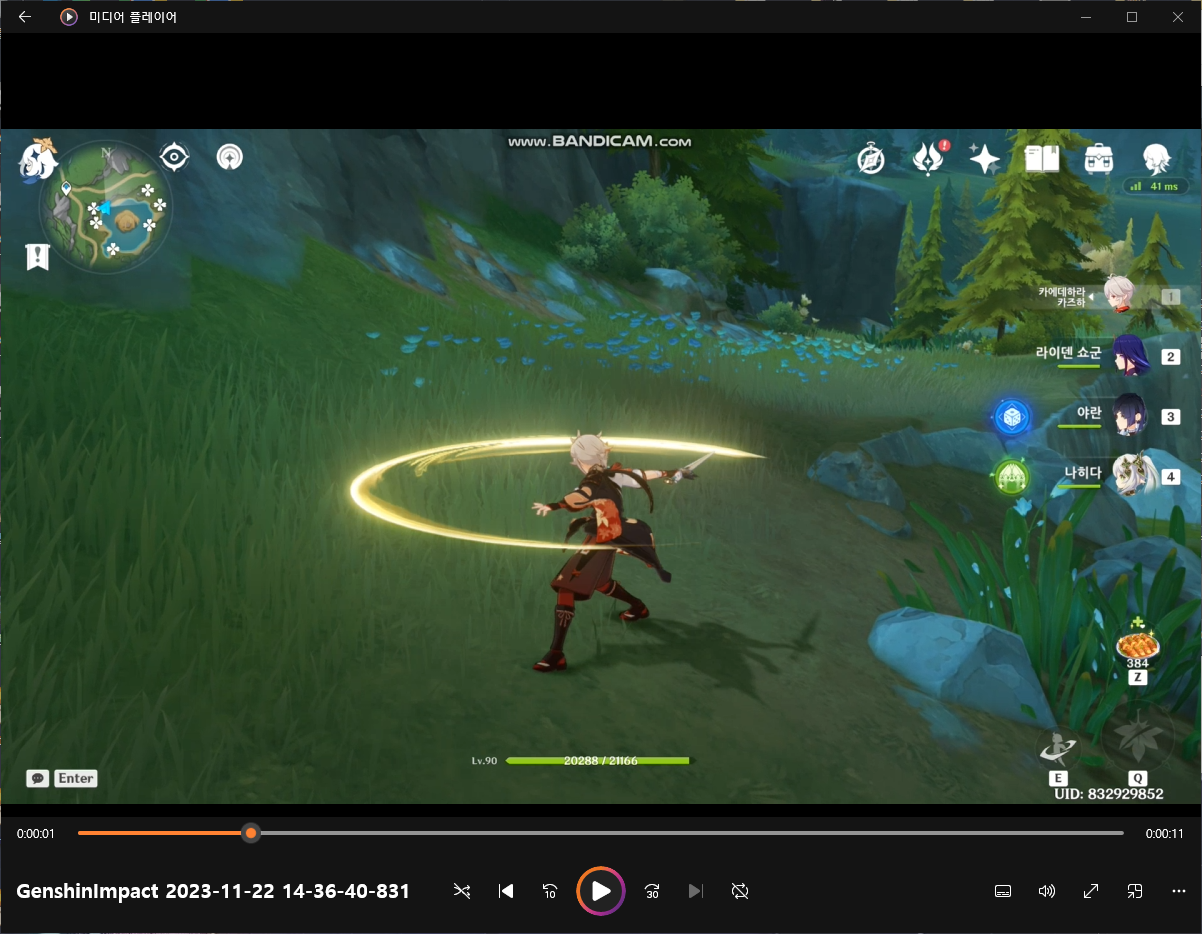 미디어 플레이어
www.BANDICAM.com
N
41 ms
카에데하라
카즈하
1
라이덴 쇼군
2
야란
3
나히다
4
384
Z
Lv.90
20288 / 21166
Enter
E
Q
UID: 832929852
0:00:01
0:00:11
GenshinImpact 2023-11-22 14-36-40-831
10
30